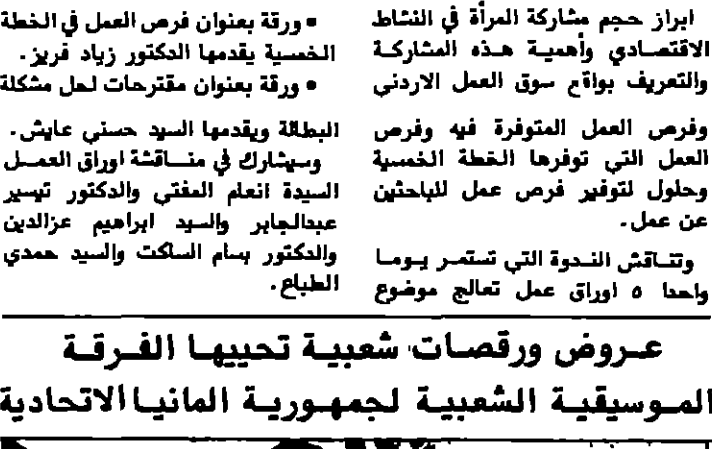 ابراز حجم مشاركة المرأة في النشاط
الاقتصادي وأهمية هذه المشاركة
والتعريف بواقع سوق العمل الاردني
وفرص العمل المتوفرة فيه وفرص
العمل التي توفرها الخطة الخمسية
وحلول لتوفير فرص عمل للباحثين
عن عمل.
وتناقش الندوة التي تستمر يوما
واحدا ٥ اوراق عمل تعالج موضوع
▪ ورقة بعنوان فرص العمل في الخطة
الخمسية يقدمها الدكتور زياد فريز.
▪ ورقة بعنوان مقترحات لحل مشكلة
البطالة ويقدمها السيد حسني عايش.
وسيشارك في مناقشة اوراق العمل
السيدة انعام المفتي والدكتور تيسير
عبدالجابر والسيد ابراهيم عزالدين
والدكتور بسام الساكت والسيد حمدي
الطباع.
عروض ورقصات شعبية تحييها الفرقة
الموسيقية الشعبية لجمهورية المانيا الاتحادية